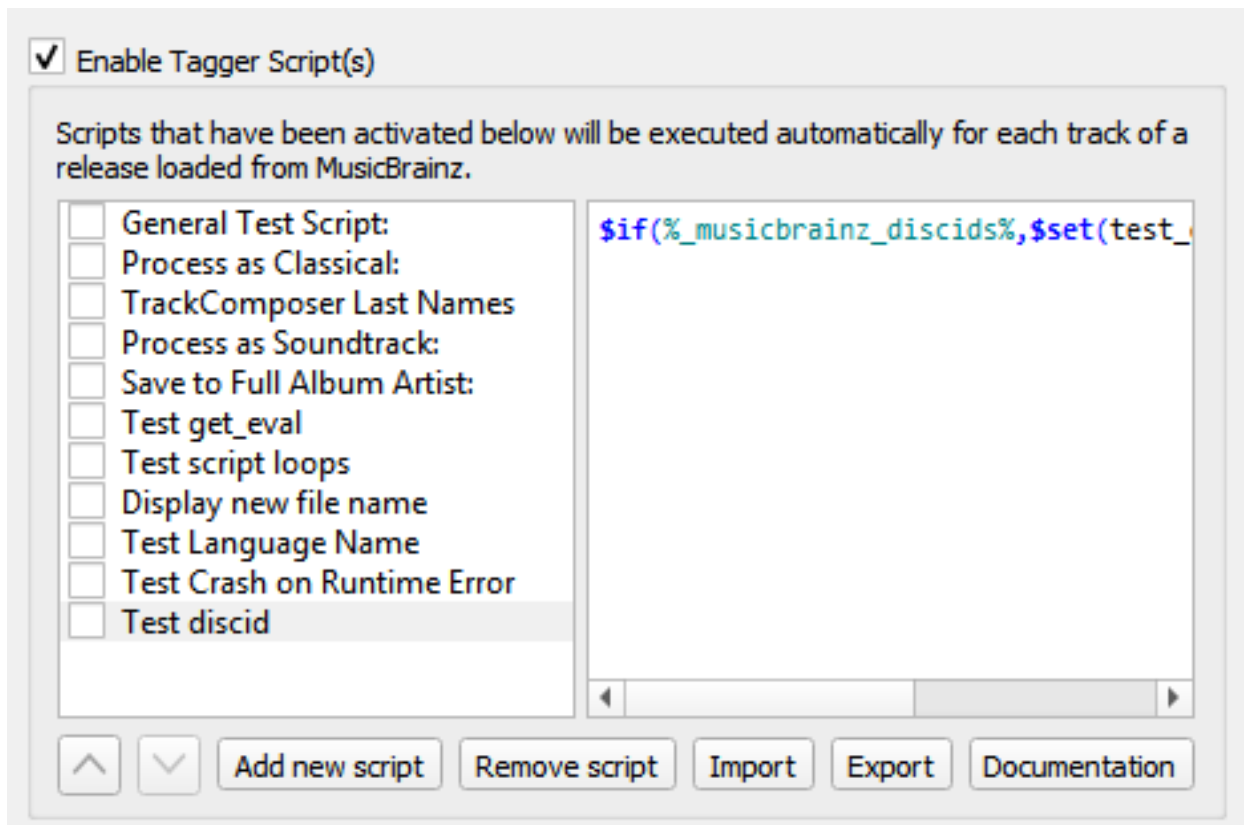 Enable Tagger Script(s)
Scripts that have been activated below will be executed automatically for each track of a
release loaded from MusicBrainz.
General Test Script:
Process as Classical:
TrackComposer Last Names
Process as Soundtrack:
Save to Full Album Artist:
Test get_eval
Test script loops
Display new file name
Test Language Name
Test Crash on Runtime Error
Test discid
$if(%_musicbrainz_discids%,$set(test_
Add new script
Remove script
Import
Export
Documentation